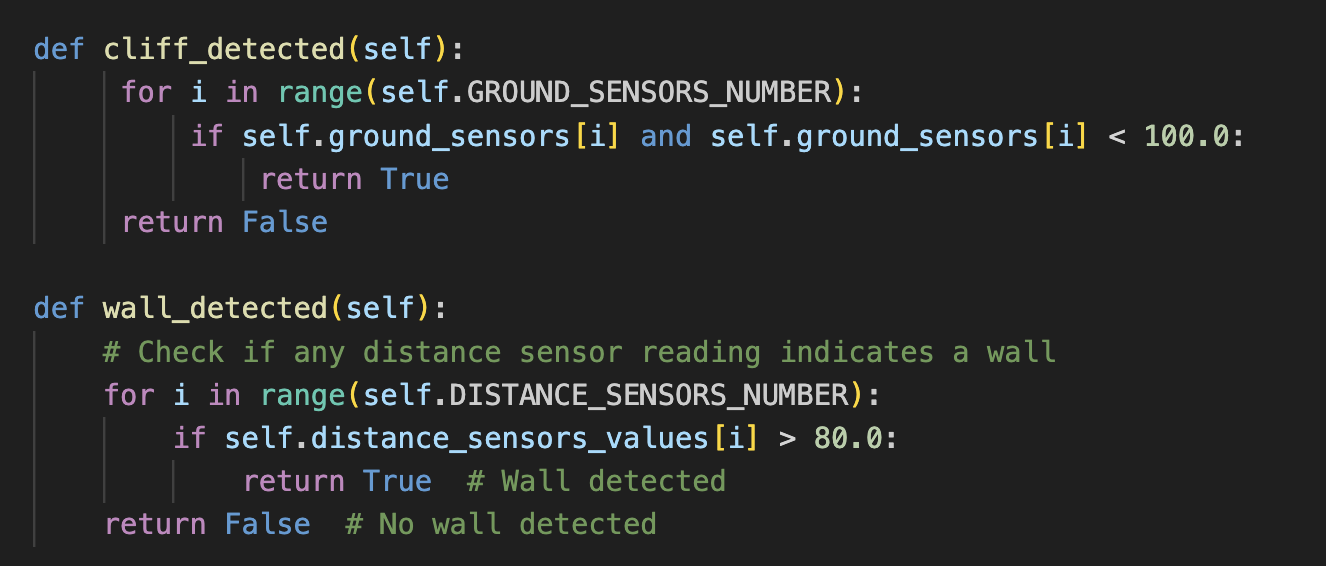 def cliff_detected(self):
     for i in range(self.GROUND_SENSORS_NUMBER):
         if self.ground_sensors[i] and self.ground_sensors[i] < 100.0:
             return True
     return False

def wall_detected(self):
    # Check if any distance sensor reading indicates a wall
    for i in range(self.DISTANCE_SENSORS_NUMBER):
        if self.distance_sensors_values[i] > 80.0:
            return True  # Wall detected
    return False  # No wall detected